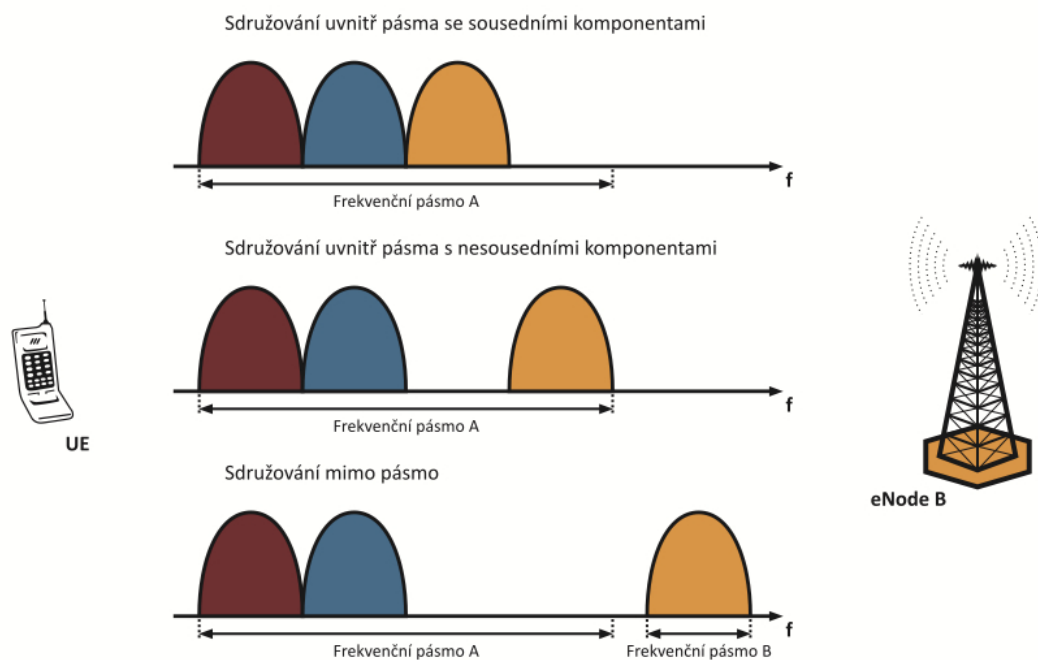 Sdružování uvnitř pásma se sousedními komponentami
f
Frekvenční pásmo A
Sdružování uvnitř pásma s nesousedními komponentami
f
Frekvenční pásmo A
UE
Sdružování mimo pásmo
eNode B
f
Frekvenční pásmo A
Frekvenční pásmo B